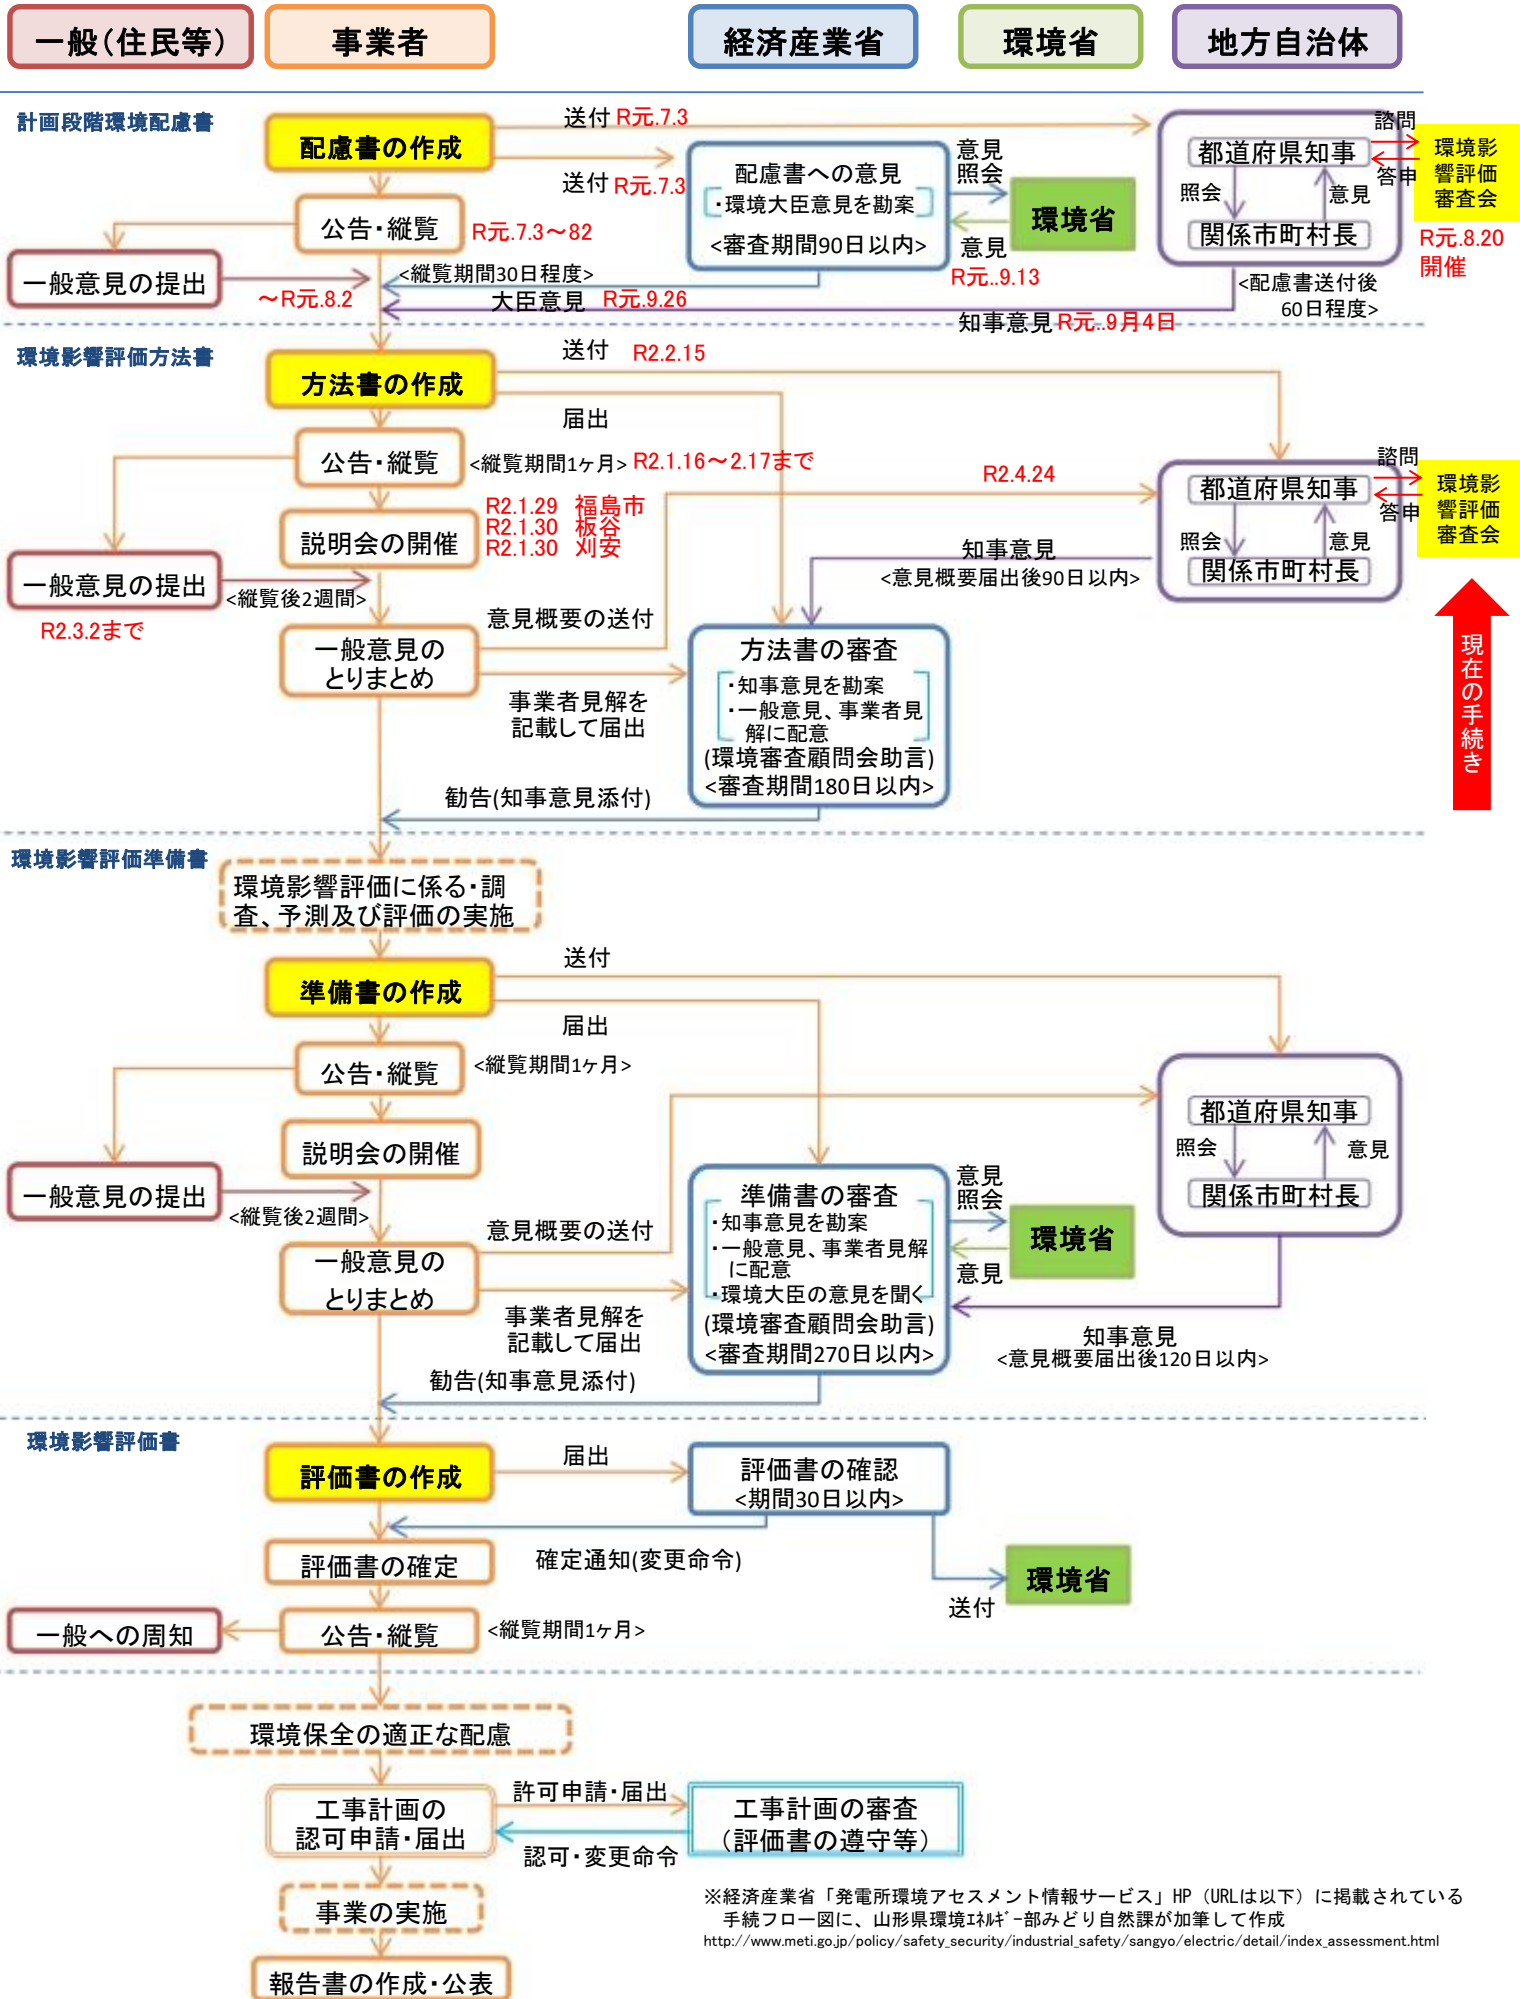 一般(住民等)
事業者
経済産業省
環境省
地方自治体
計画段階環境配慮書
配慮書の作成
送付 R元.7.3
送付 R元.7.3
公告・縦覧
R元.7.3～82
一般意見の提出
～R元.8.2
<縦覧期間30日程度>
配慮書への意見
・環境大臣意見を勘案
<審査期間90日以内>
意見
照会
環境省
意見
R元..9.13
都道府県知事
照会
意見
関係市町村長
諮問
答申
環境影
響評価
審査会
R元.8.20
開催
<配慮書送付後
60日程度>
大臣意見 R元.9.26
知事意見 R元..9月4日
環境影響評価方法書
方法書の作成
送付 R2.2.15
届出
公告・縦覧
<縦覧期間1ヶ月> R2.1.16～2.17まで
説明会の開催
R2.1.29 福島市
R2.1.30 板谷
R2.1.30 刈安
一般意見の提出
<縦覧後2週間>
R2.3.2まで
一般意見の
とりまとめ
意見概要の送付
R2.4.24
事業者見解を
記載して届出
知事意見
<意見概要届出後90日以内>
都道府県知事
照会
意見
関係市町村長
諮問
答申
環境影
響評価
審査会
現在の手続き
方法書の審査
・知事意見を勘案
・一般意見、事業者見
解に配意
(環境審査顧問会助言)
<審査期間180日以内>
勧告(知事意見添付)
環境影響評価準備書
環境影響評価に係る・調
査、予測及び評価の実施
準備書の作成
送付
届出
公告・縦覧
<縦覧期間1ヶ月>
説明会の開催
一般意見の提出
<縦覧後2週間>
一般意見の
とりまとめ
意見概要の送付
事業者見解を
記載して届出
準備書の審査
・知事意見を勘案
・一般意見、事業者見解
に配意
・環境大臣の意見を聞く
(環境審査顧問会助言)
<審査期間270日以内>
意見
照会
環境省
意見
都道府県知事
照会
意見
関係市町村長
知事意見
<意見概要届出後120日以内>
勧告(知事意見添付)
環境影響評価書
評価書の作成
届出
評価書の確認
<期間30日以内>
確定通知(変更命令)
評価書の確定
環境省
送付
一般への周知
公告・縦覧
<縦覧期間1ヶ月>
環境保全の適正な配慮
工事計画の
認可申請・届出
許可申請・届出
認可・変更命令
工事計画の審査
（評価書の遵守等）
事業の実施
報告書の作成・公表
※経済産業省「発電所環境アセスメント情報サービス」HP（URLは以下）に掲載されている
手続フロー図に、山形県環境ｴﾈﾙｷﾞｰ部みどり自然課が加筆して作成
http://www.meti.go.jp/policy/safety_security/industrial_safety/sangyo/electric/detail/index_assessment.html